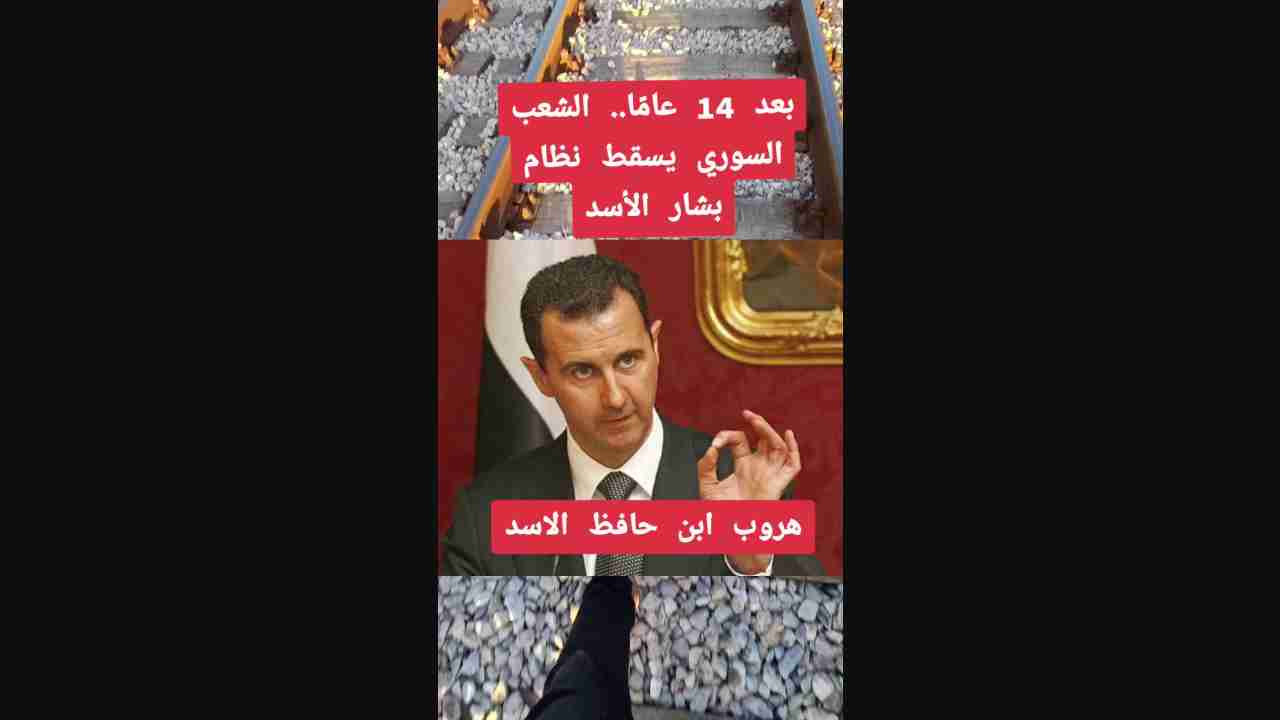 بعد 14 عامًا.. الشعب
السوري يسقط نظام
بشار الأسد
هروب ابن حافظ الاسد